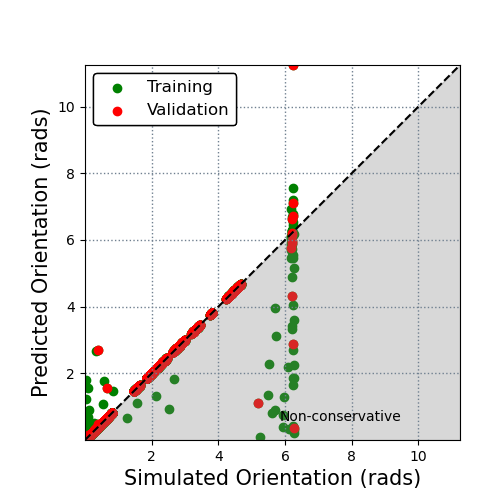 Training
Validation
10
8
6
4
2
Predicted Orientation (rads)
Non-conservative
2
4
6
8
10
Simulated Orientation (rads)